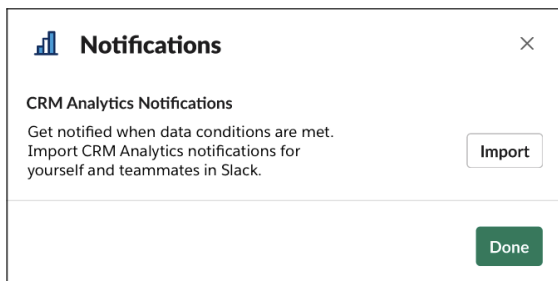 Notifications
CRM Analytics Notifications
Get notified when data conditions are met.
Import CRM Analytics notifications for
yourself and teammates in Slack.
Import
Done